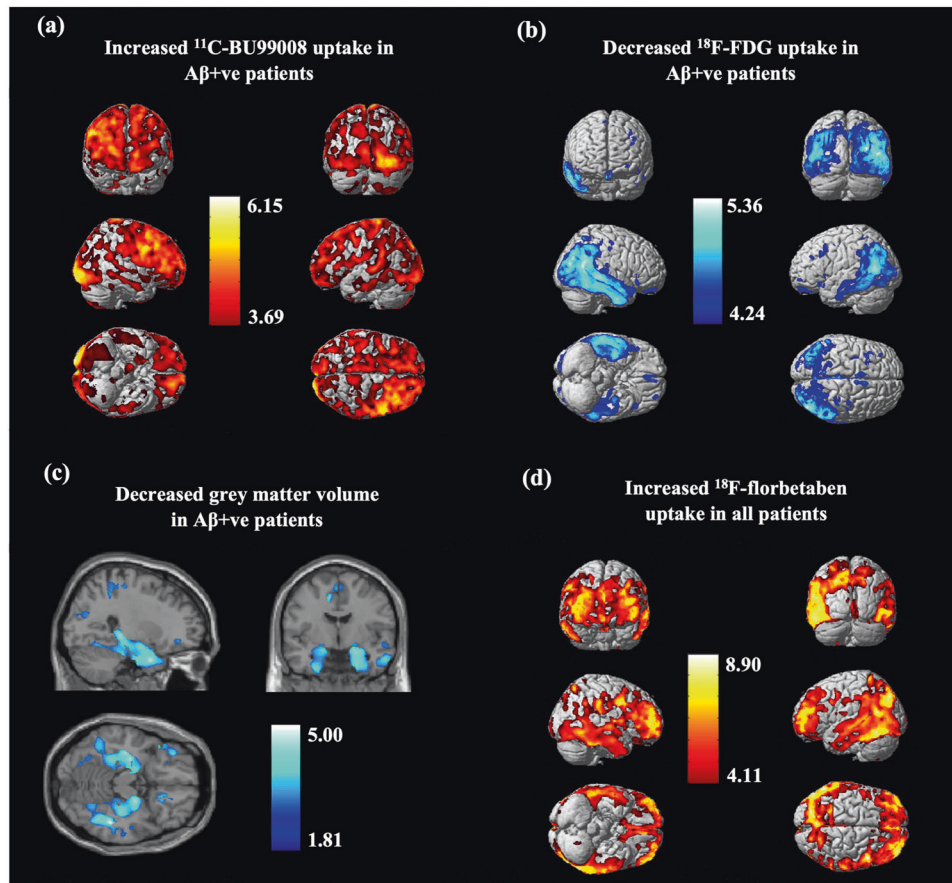 (a)
Increased ¹¹C-BU99008 uptake in
Aβ+ve patients
6.15
3.69
(b)
Decreased ¹⁸F-FDG uptake in
Aβ+ve patients
5.36
4.24
(c)
Decreased grey matter volume
in Aβ+ve patients
5.00
1.81
(d)
Increased ¹⁸F-florbetaben
uptake in all patients
8.90
4.11